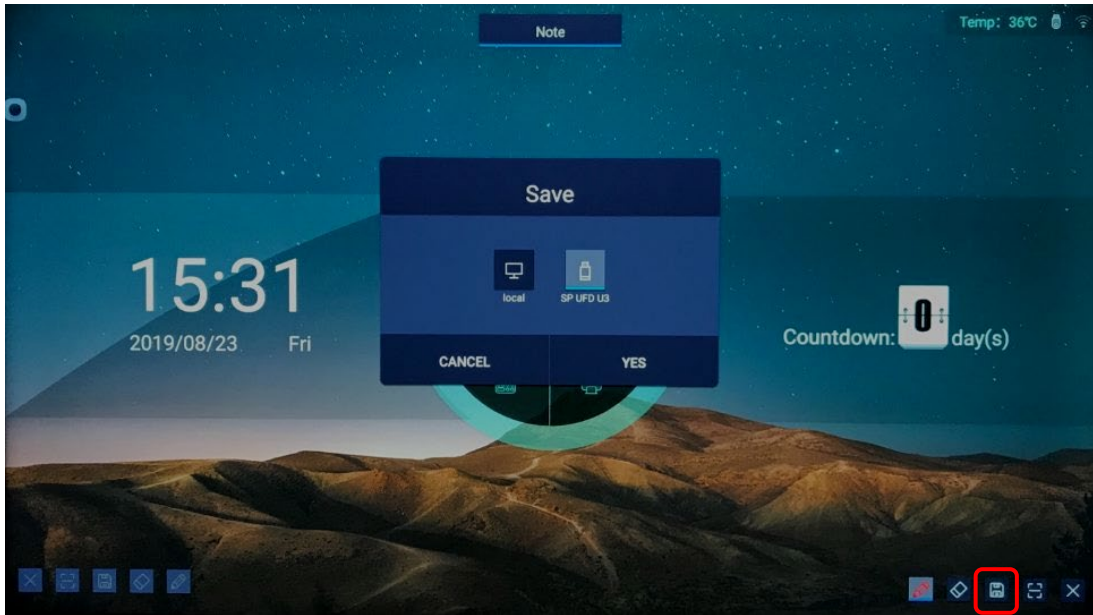 Note
Temp: 36℃
Save
local
SP UFD U3
CANCEL
YES
15:31
2019/08/23 Fri
Countdown: 0 day(s)